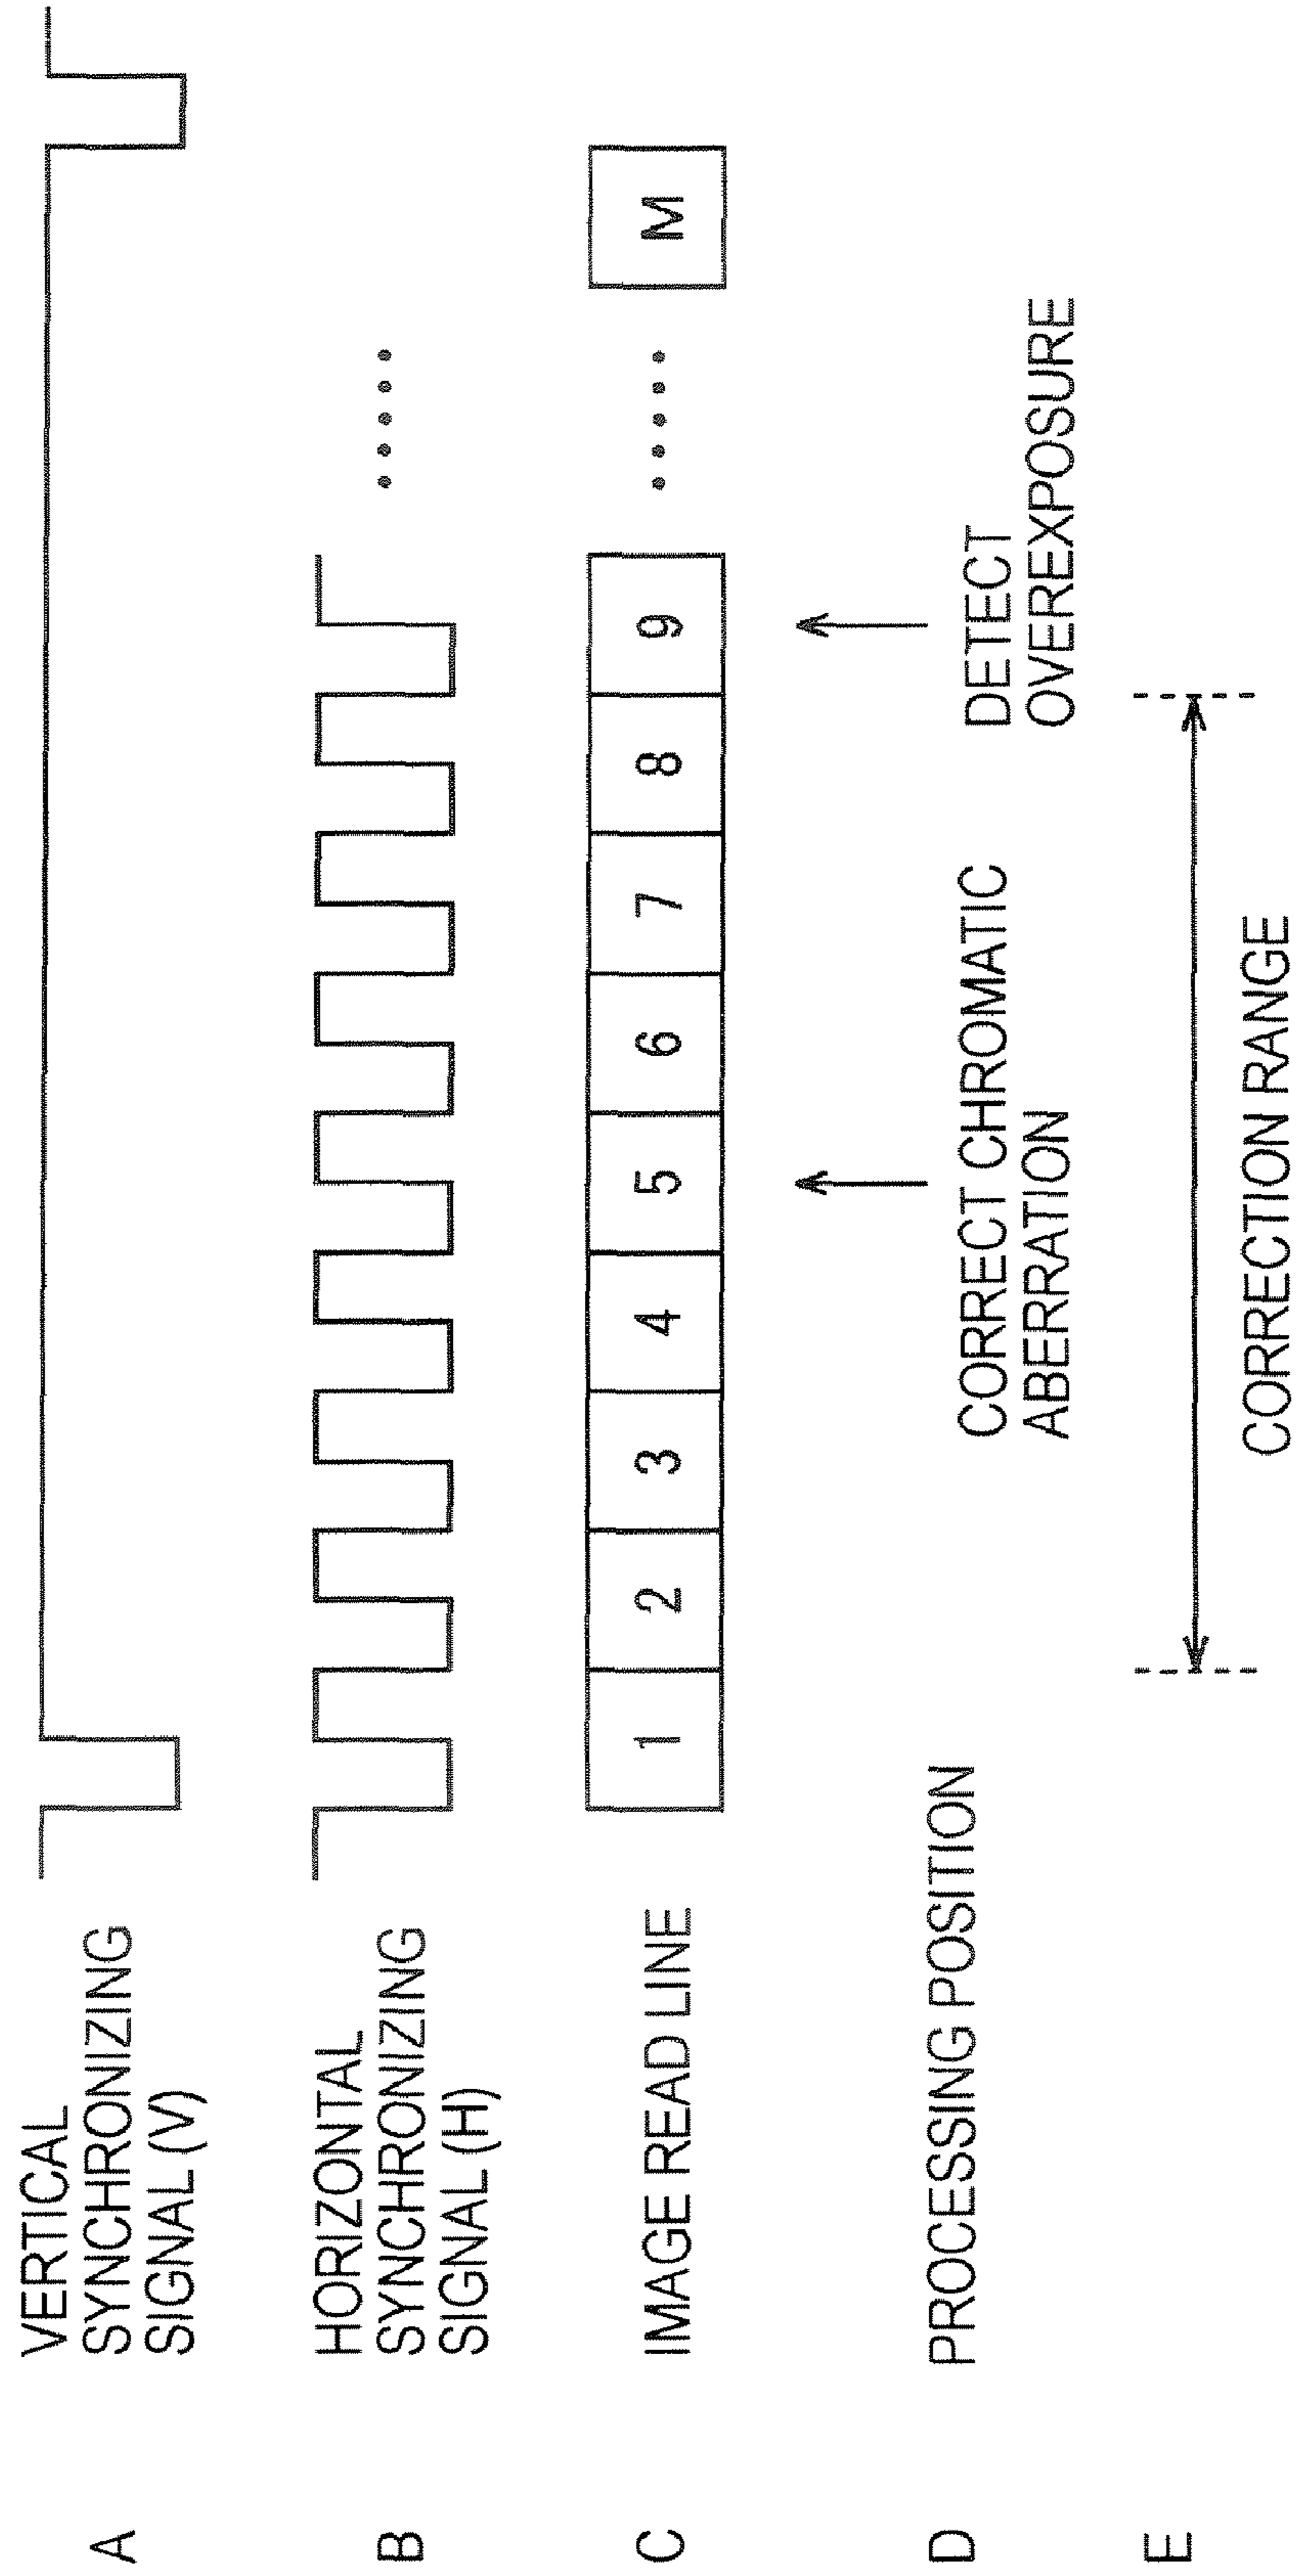 A
VERTICAL
SYNCHRONIZING
SIGNAL (V)
B
HORIZONTAL
SYNCHRONIZING
SIGNAL (H)
C
IMAGE READ LINE
1 2 3 4 5 6 7 8 9 ..... M
D
PROCESSING POSITION
CORRECT CHROMATIC
ABERRATION
DETECT
OVEREXPOSURE
E
CORRECTION RANGE